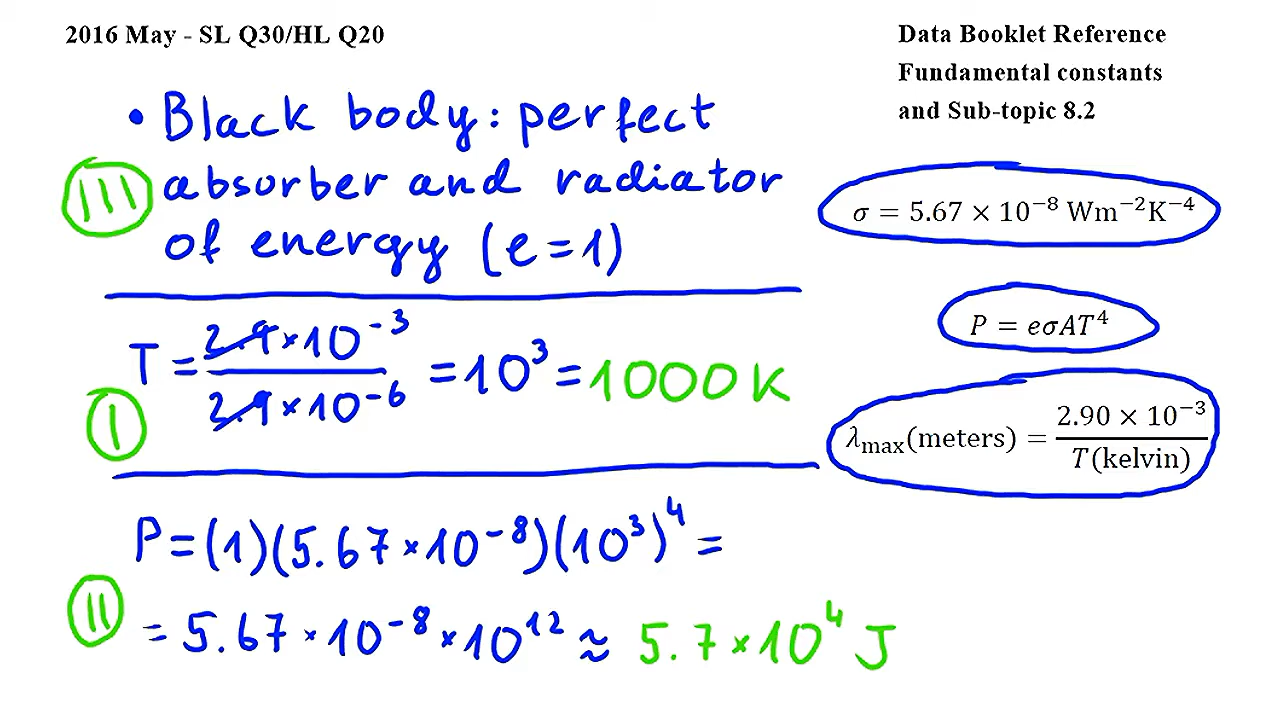 2016 May - SL Q30/HL Q20
Data Booklet Reference
Fundamental constants
and Sub-topic 8.2
• Black body: perfect
III absorber and radiator
of energy (e=1)
σ = 5.67 × 10⁻⁸ Wm⁻²K⁻⁴
P = eσAT⁴
λmax(meters) = 2.90 × 10⁻³ / T(kelvin)
I T = 2.9×10⁻³ / 2.9×10⁻⁶ = 10³ = 1000 K
P = (1)(5.67×10⁻⁸)(10³)⁴ =
II = 5.67×10⁻⁸×10¹² ≈ 5.7×10⁴ J